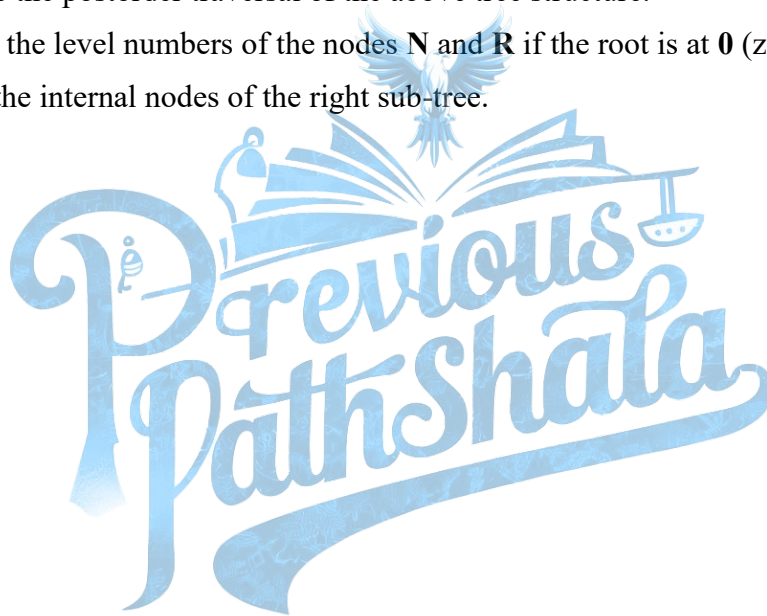 the postorder traversal of the above tree structure.
the level numbers of the nodes N and R if the root is at 0 (z
he internal nodes of the right sub-tree.
Previous
PathShala